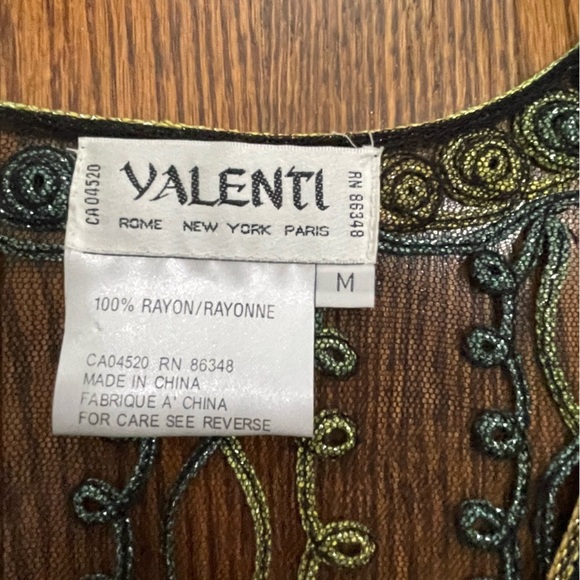 CA04520
VALENTI
RN 86348
ROME NEW YORK PARIS
M
100% RAYON/RAYONNE
CA04520 RN 86348
MADE IN CHINA
FABRIQUE A' CHINA
FOR CARE SEE REVERSE